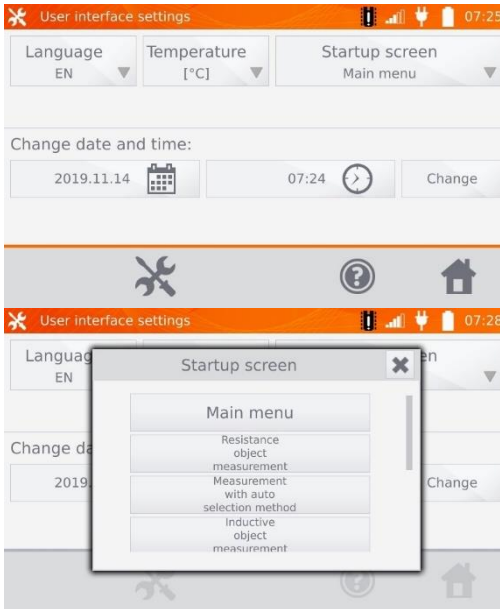 User interface settings 07:25
Language Temperature Startup screen
EN [°C] Main menu
Change date and time:
2019.11.14 07:24 Change
User interface settings 07:28
Languag Startup screen en
EN
Main menu
Resistance
object
measurement
Change da
Measurement
2019. with auto Change
selection method
Inductive
object
measurement